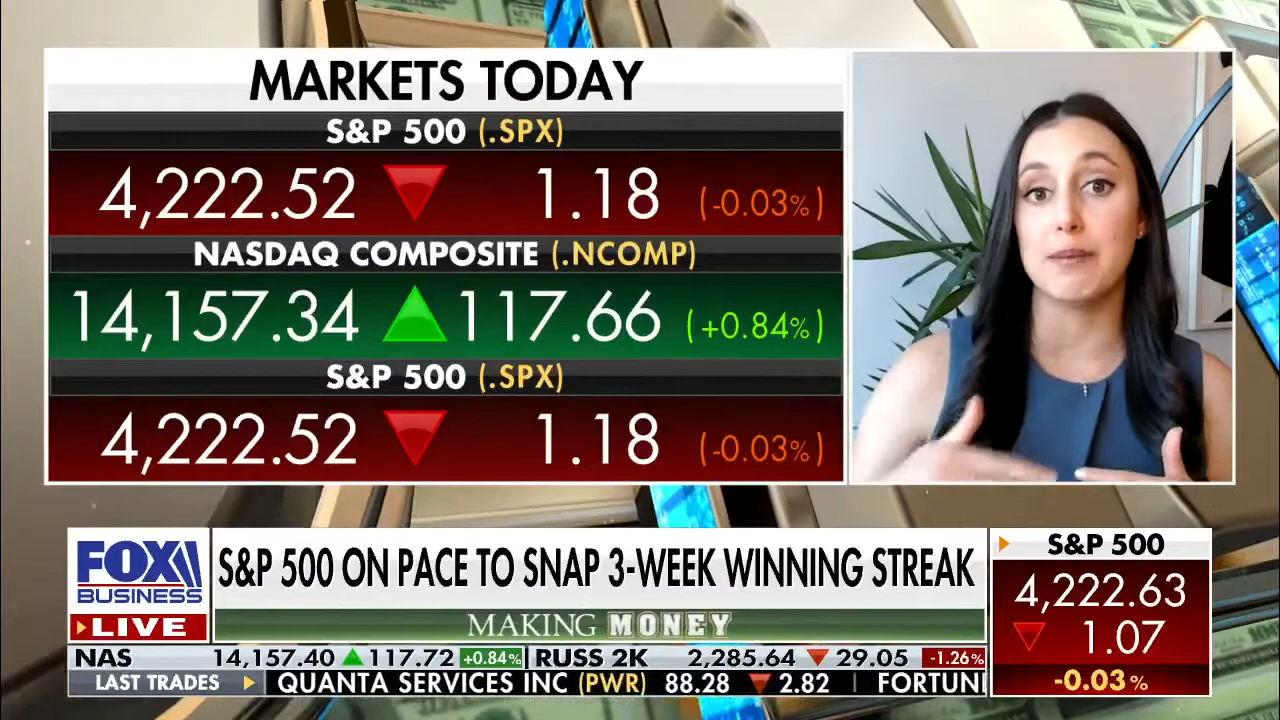 MARKETS TODAY
S&P 500 (.SPX)
4,222.52 ▼ 1.18 (-0.03%)
NASDAQ COMPOSITE (.NCOMP)
14,157.34 ▲ 117.66 (+0.84%)
S&P 500 (.SPX)
4,222.52 ▼ 1.18 (-0.03%)
FOX BUSINESS
LIVE
S&P 500 ON PACE TO SNAP 3-WEEK WINNING STREAK
MAKING MONEY
S&P 500
4,222.63
▼ 1.07
-0.03%
NAS 14,157.40 ▲ 117.72 +0.84% RUSS 2K 2,285.64 ▼ 29.05 -1.26%
LAST TRADES QUANTA SERVICES INC (PWR) 88.28 ▼ 2.82 FORTUN
100